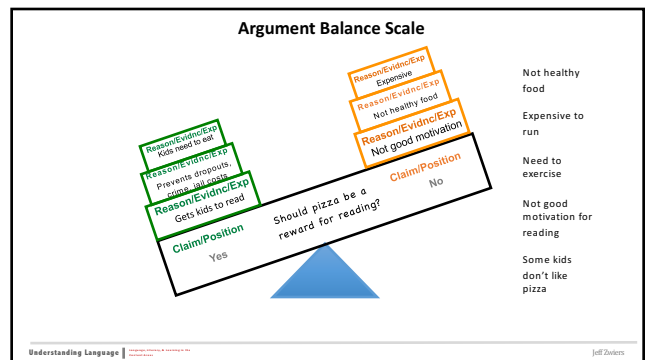 Argument Balance Scale
Reason/Evidnc/Exp
Kids need to eat
Reason/Evidnc/Exp
Prevents dropouts,
crime, jail costs
Reason/Evidnc/Exp
Gets kids to read
Claim/Position
Yes
Should pizza be a
reward for reading?
Reason/Evidnc/Exp
Expensive
Reason/Evidnc/Exp
Not healthy food
Reason/Evidnc/Exp
Not good motivation
Claim/Position
No
Not healthy
food
Expensive to
run
Need to
exercise
Not good
motivation for
reading
Some kids
don't like
pizza
Understanding Language
Jeff Zwiers